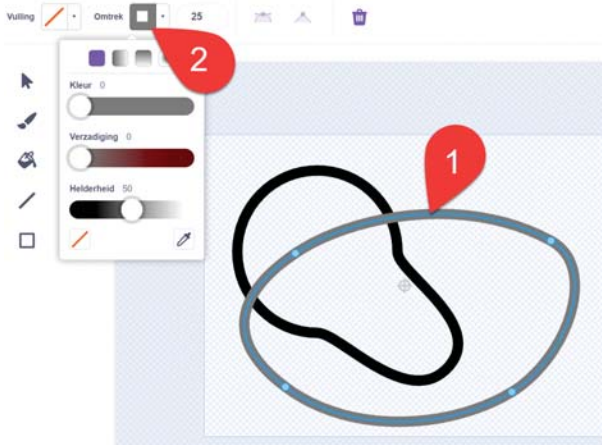 Vulling Omtrek 25
2
Kleur 0
Verzadiging 0
1
Helderheid 50